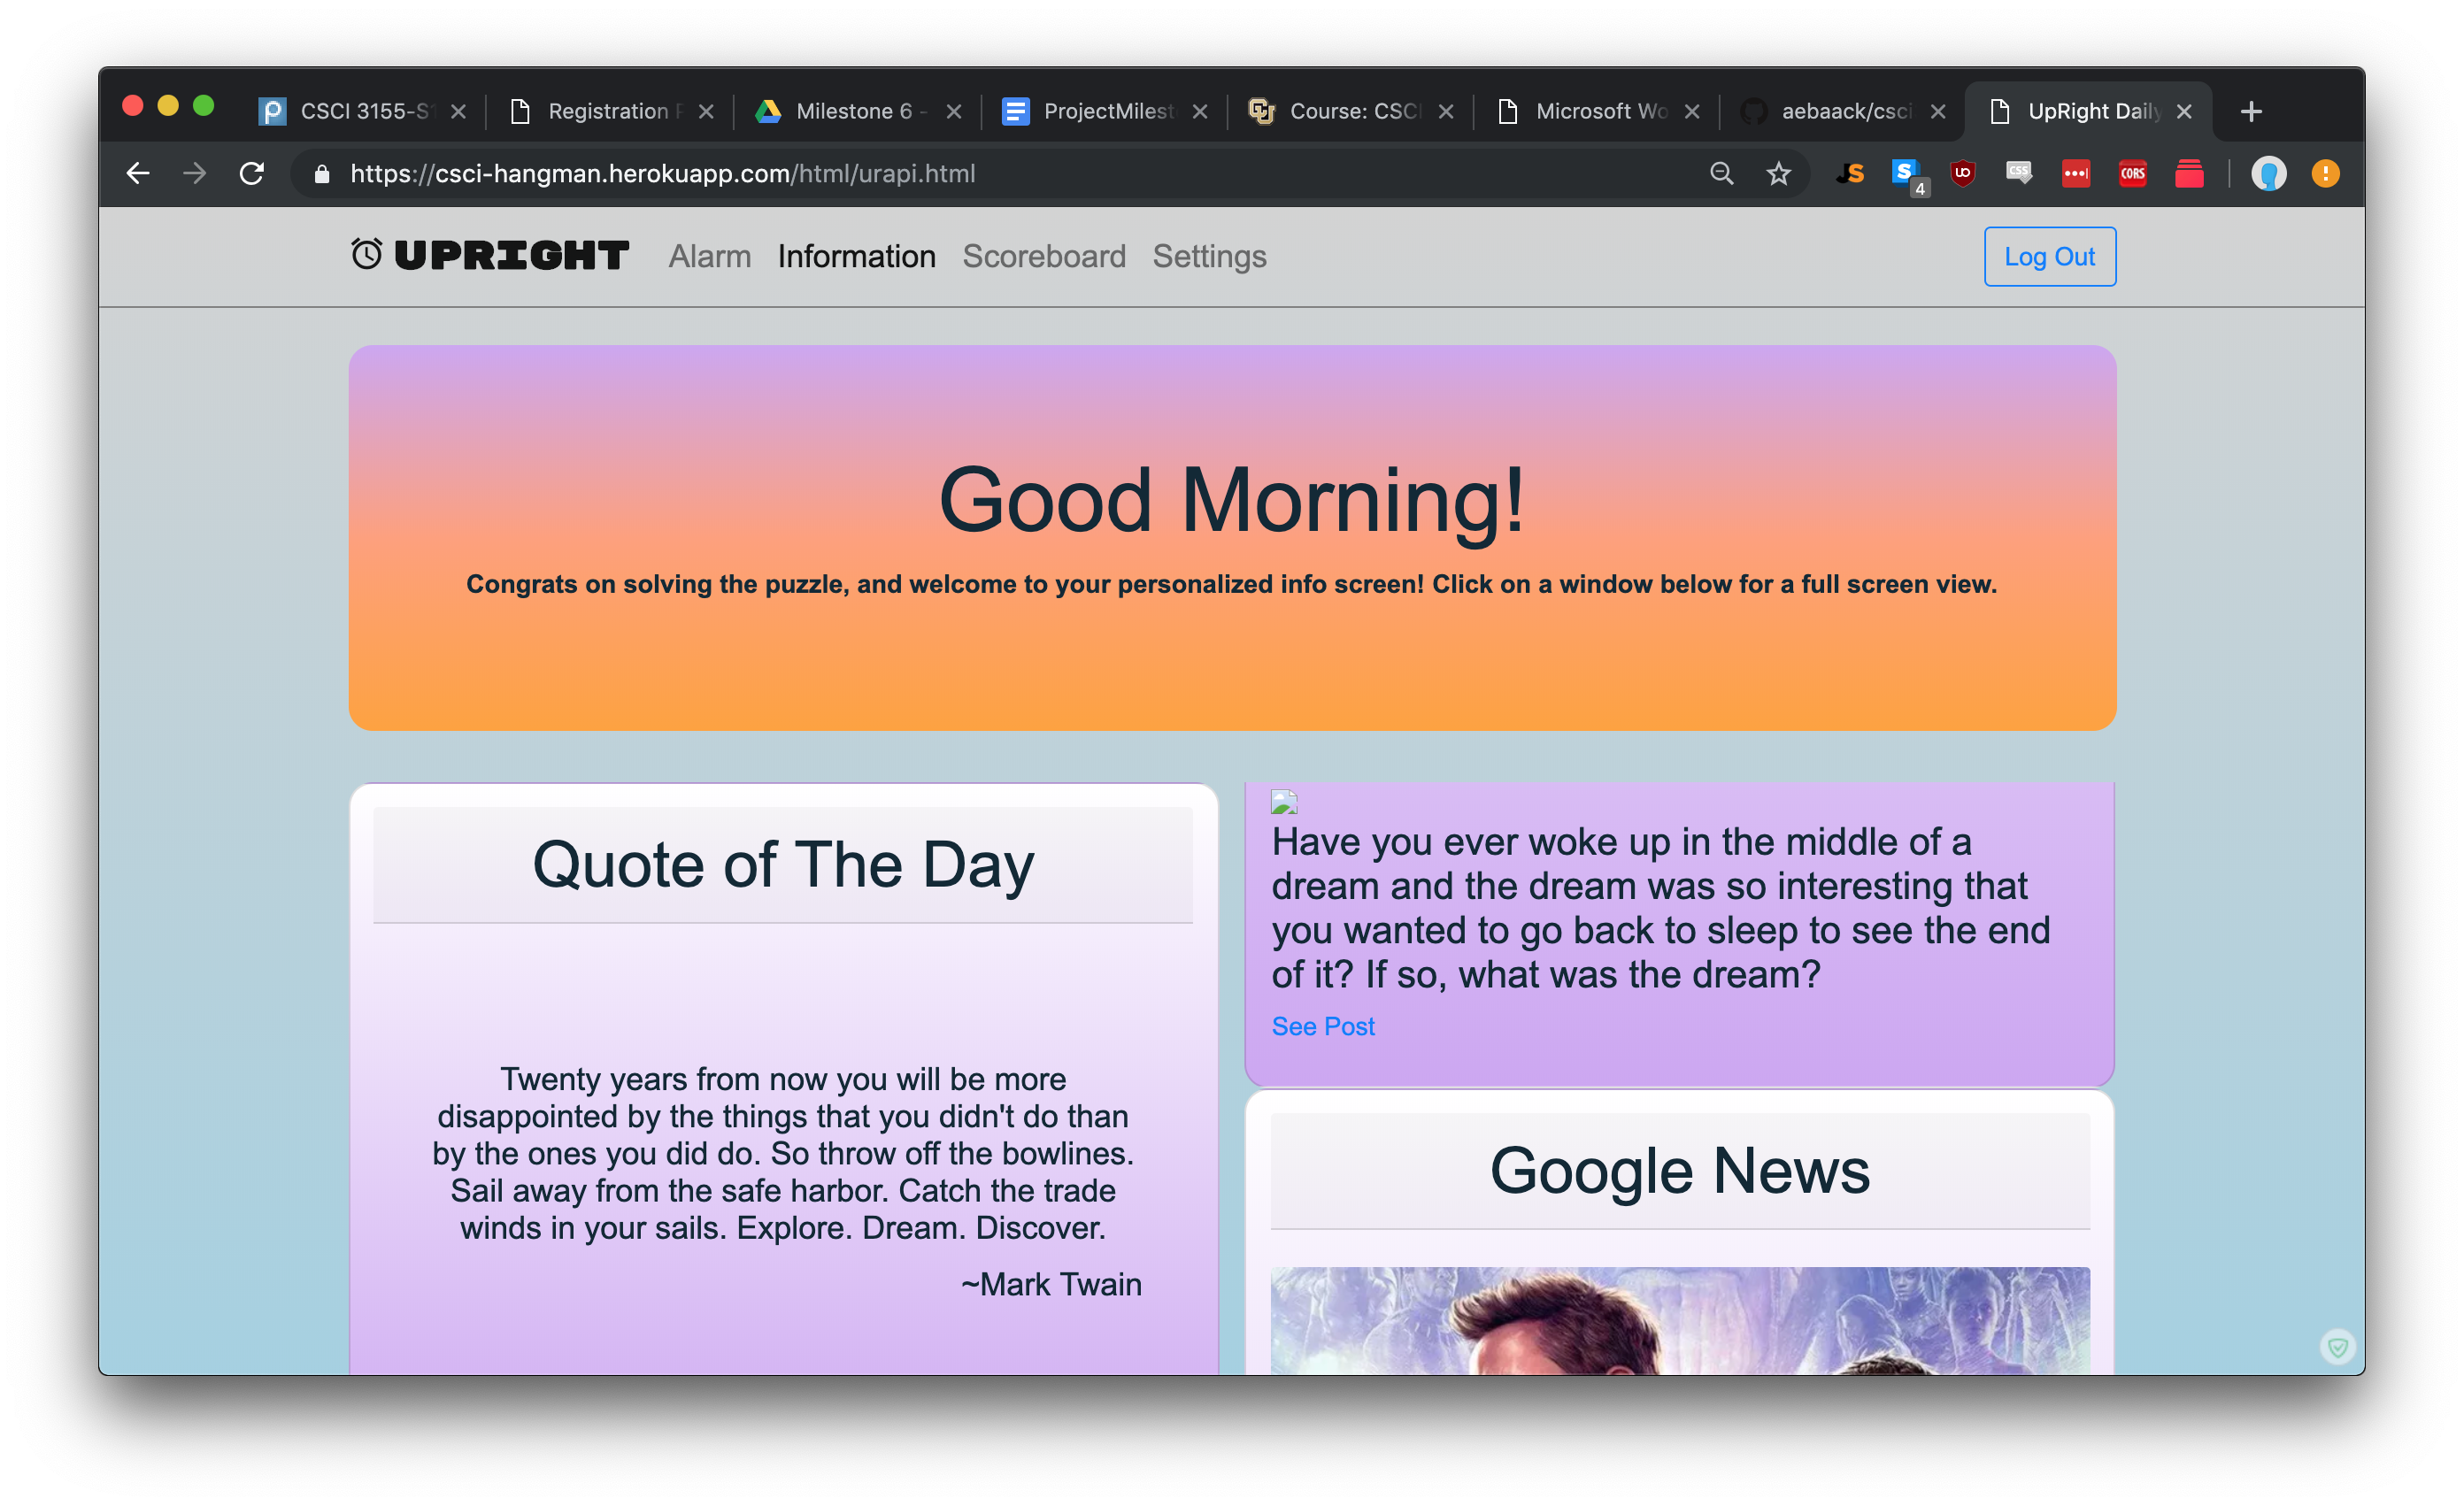 CSCI 3155-S
Registration
Milestone 6 -
ProjectMilest
Course: CSCI
Microsoft Wo
aebaack/csci
UpRight Daily
https://csci-hangman.herokuapp.com/html/urapi.html
JS
S
4
uo
CSS
CORS
UPRIGHT
Alarm
Information
Scoreboard
Settings
Log Out
Good Morning!
Congrats on solving the puzzle, and welcome to your personalized info screen! Click on a window below for a full screen view.
Quote of The Day
Twenty years from now you will be more
disappointed by the things that you didn't do than
by the ones you did do. So throw off the bowlines.
Sail away from the safe harbor. Catch the trade
winds in your sails. Explore. Dream. Discover.
~Mark Twain
Have you ever woke up in the middle of a
dream and the dream was so interesting that
you wanted to go back to sleep to see the end
of it? If so, what was the dream?
See Post
Google News